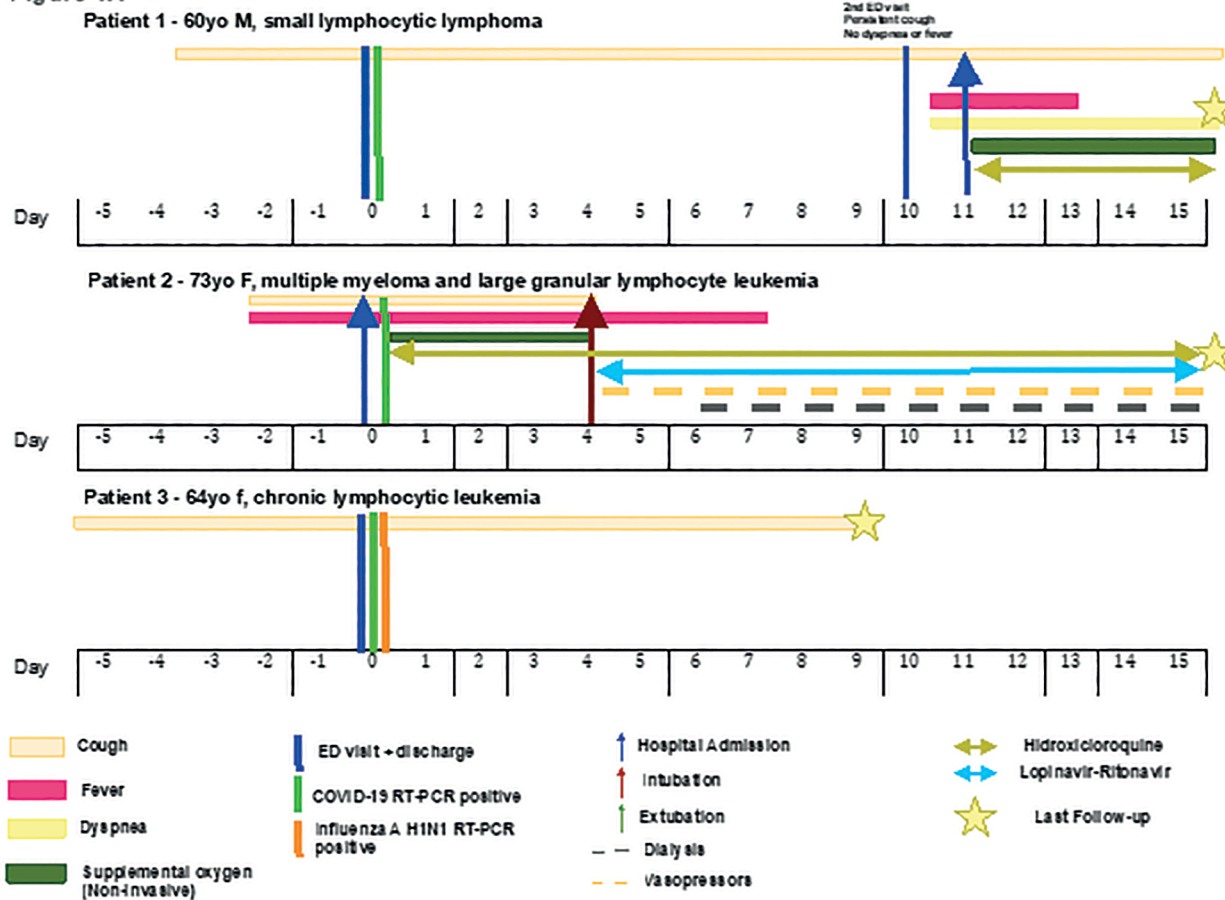 Patient 1 - 60yo M, small lymphocytic lymphoma
2nd ED visit
Persistent cough
No dyspnea or fever
Day -5 -4 -3 -2 -1 0 1 2 3 4 5 6 7 8 9 10 11 12 13 14 15
Patient 2 - 73yo F, multiple myeloma and large granular lymphocyte leukemia
Day -5 -4 -3 -2 -1 0 1 2 3 4 5 6 7 8 9 10 11 12 13 14 15
Patient 3 - 64yo f, chronic lymphocytic leukemia
Day -5 -4 -3 -2 -1 0 1 2 3 4 5 6 7 8 9 10 11 12 13 14 15
Cough
Fever
Dyspnea
Supplemental oxygen
(Non-Invasive)
ED visit + discharge
COVID-19 RT-PCR positive
Influenza A H1N1 RT-PCR
positive
Hospital Admission
Intubation
Extubation
Dialysis
Vasopressors
Hidroxicloroquine
Lopinavir-Ritonavir
Last Follow-up